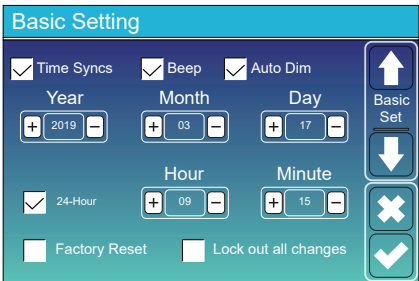 Basic Setting
Time Syncs Beep Auto Dim
Year Month Day
Basic
Set
+ 2019 − + 03 − + 17 −
Hour Minute
24-Hour + 09 − + 15 −
Factory Reset Lock out all changes